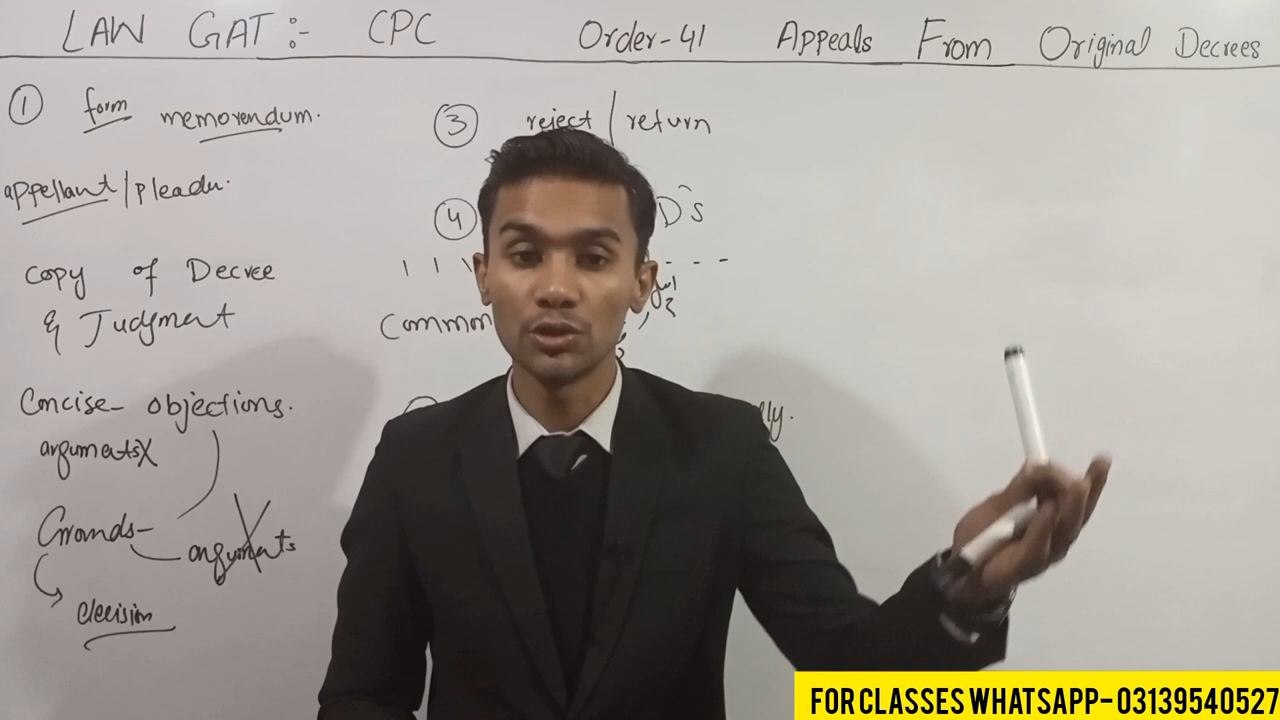 LAW GAT:- CPC Order-41 Appeals From Original Decrees
① form memorendum.
appellant/pleader.
Copy of Decree
& Judgment
Concise- objections.
arguments X
Grounds-
arguments
decision
③ reject/return
④ D's
Common
lly.
FOR CLASSES WHATSAPP- 03139540527